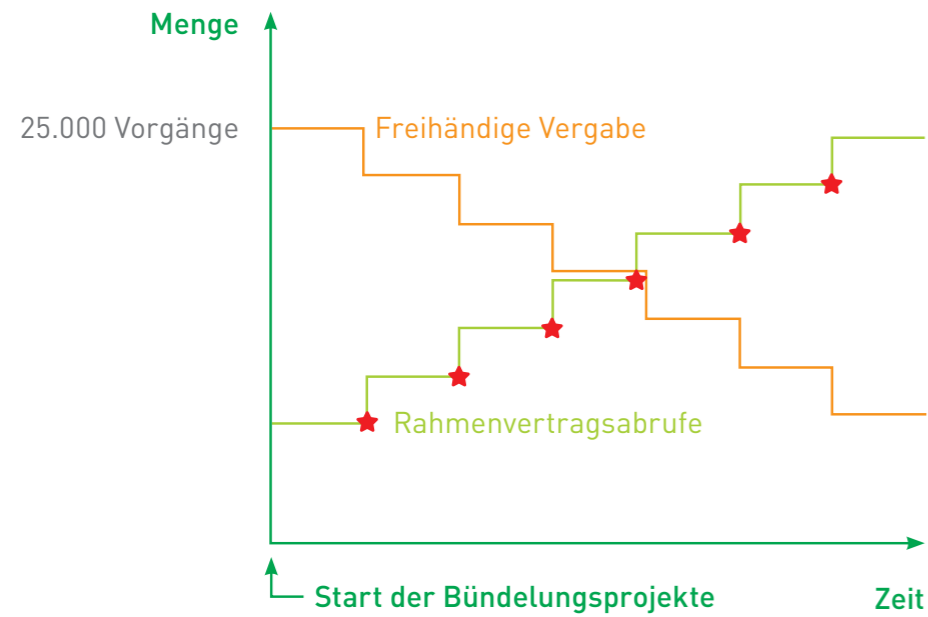 Menge
25.000 Vorgänge
Freihändige Vergabe
Rahmenvertragsabrufe
Start der Bündelungsprojekte
Zeit